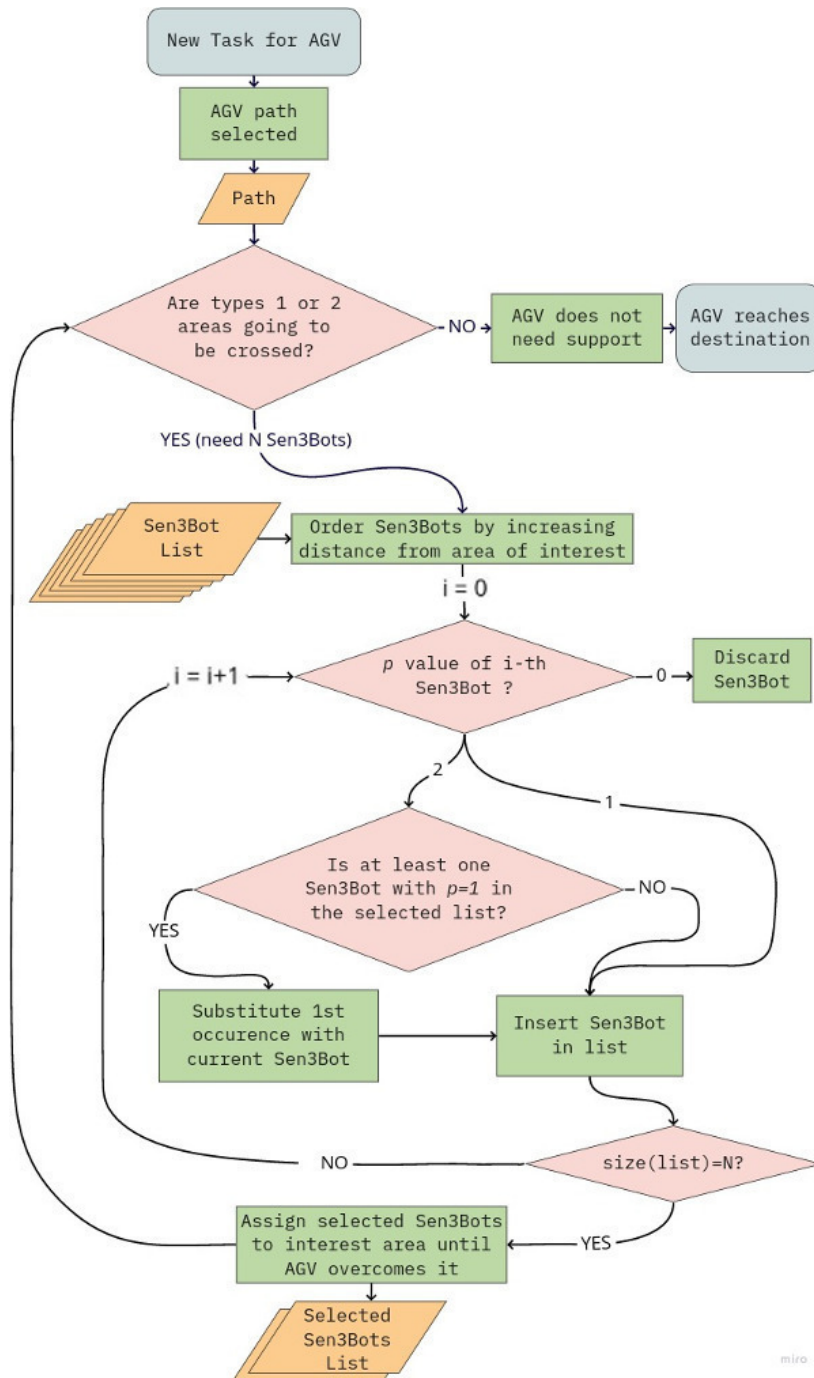 New Task for AGV
AGV path
selected
Path
Are types 1 or 2
areas going to
be crossed?
NO
AGV does not
need support
AGV reaches
destination
YES (need N Sen3Bots)
Sen3Bot
List
Order Sen3Bots by increasing
distance from area of interest
i = 0
i = i+1
p value of i-th
Sen3Bot ?
0
Discard
Sen3Bot
2
1
Is at least one
Sen3Bot with p=1 in
the selected list?
NO
YES
Substitute 1st
occurence with
current Sen3Bot
Insert Sen3Bot
in list
size(list)=N?
NO
YES
Assign selected Sen3Bots
to interest area until
AGV overcomes it
Selected
Sen3Bots
List
miro